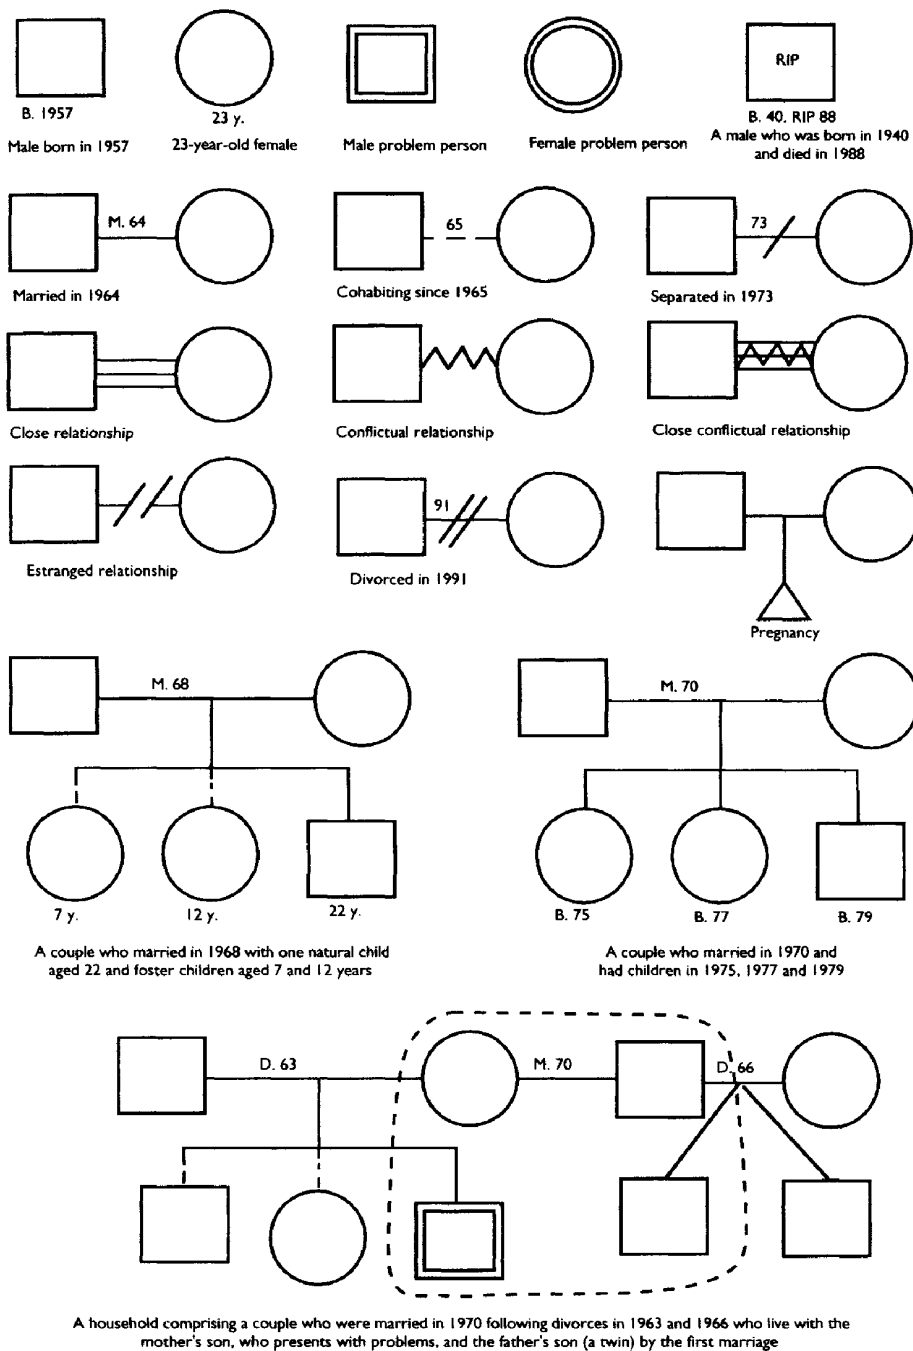 RIP
B. 1957
23 y.
B. 40, RIP 88
Male born in 1957
23-year-old female
Male problem person
Female problem person
A male who was born in 1940
and died in 1988
M. 64
65
73
Married in 1964
Cohabiting since 1965
Separated in 1973
Close relationship
Conflictual relationship
Close conflictual relationship
91
Estranged relationship
Divorced in 1991
Pregnancy
M. 68
M. 70
7 y.
12 y.
22 y.
B. 75
B. 77
B. 79
A couple who married in 1968 with one natural child
aged 22 and foster children aged 7 and 12 years
A couple who married in 1970 and
had children in 1975, 1977 and 1979
D. 63
M. 70
D. 66
A household comprising a couple who were married in 1970 following divorces in 1963 and 1966 who live with the
mother's son, who presents with problems, and the father's son (a twin) by the first marriage